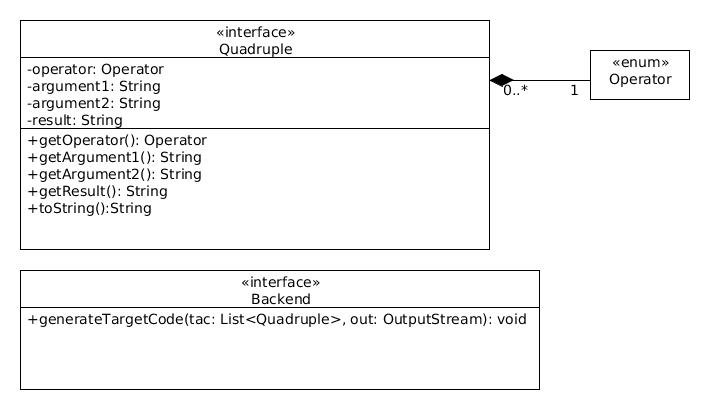 «interface»
Quadruple
-operator: Operator
-argument1: String
-argument2: String
-result: String
+getOperator(): Operator
+getArgument1(): String
+getArgument2(): String
+getResult(): String
+toString():String
0..*
1
«enum»
Operator
«interface»
Backend
+generateTargetCode(tac: List<Quadruple>, out: OutputStream): void